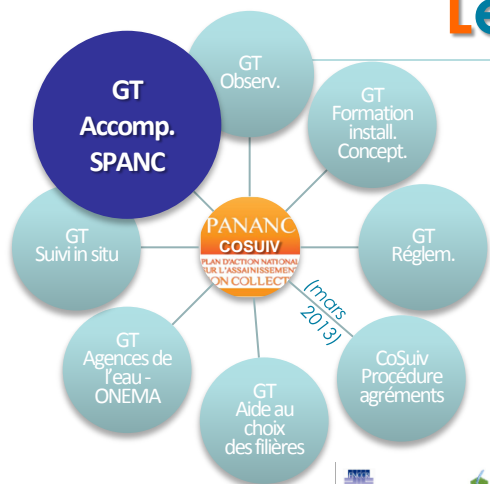 Le
GT
Observ.
GT
Accomp.
SPANC
GT
Formation
install.
Concept.
GT
Suivi in situ
PANANC
COSUIV
PLAN D'ACTION NATIONAL
SUR L'ASSAINISSEMENT
NON COLLECTIF
GT
Réglem.
(mars
2013)
GT
Agences de
l'eau -
ONEMA
GT
Aide au
choix
des filières
CoSuiv
Procédure
agréments